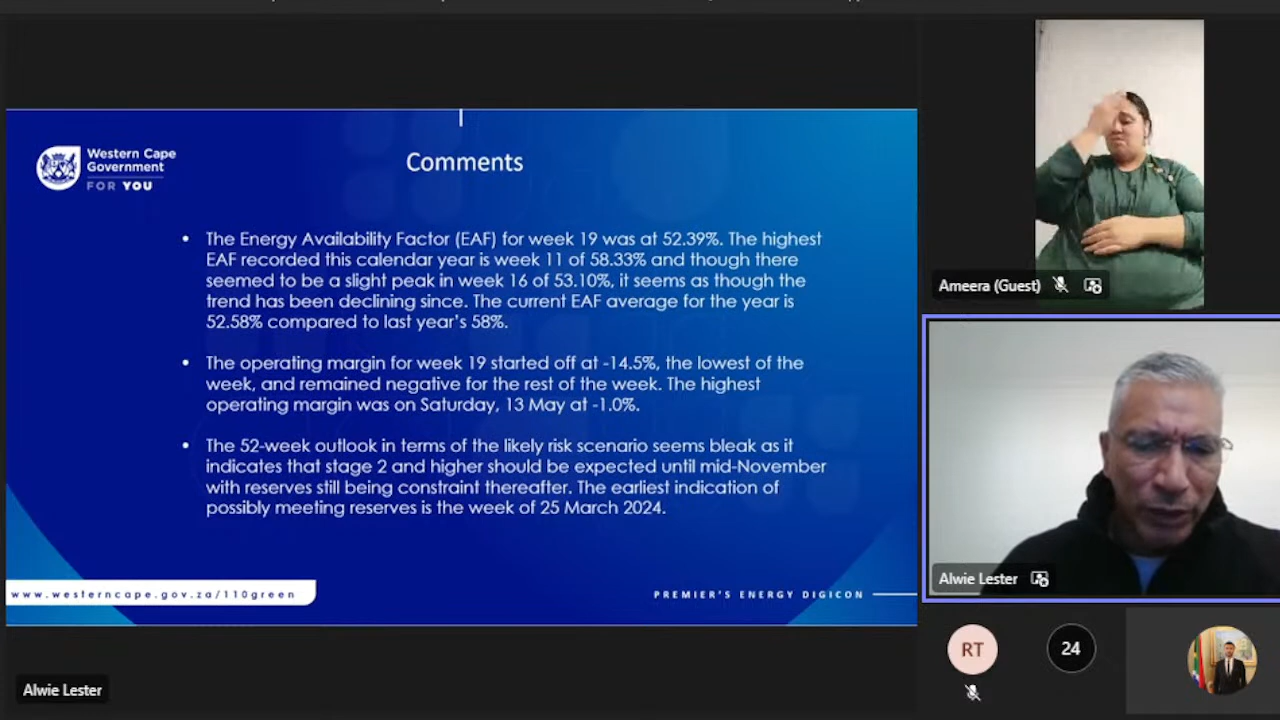 Western Cape
Government
FOR YOU
Comments
• The Energy Availability Factor (EAF) for week 19 was at 52.39%. The highest
EAF recorded this calendar year is week 11 of 58.33% and though there
seemed to be a slight peak in week 16 of 53.10%, it seems as though the
trend has been declining since. The current EAF average for the year is
52.58% compared to last year's 58%.
• The operating margin for week 19 started off at -14.5%, the lowest of the
week, and remained negative for the rest of the week. The highest
operating margin was on Saturday, 13 May at -1.0%.
• The 52-week outlook in terms of the likely risk scenario seems bleak as it
indicates that stage 2 and higher should be expected until mid-November
with reserves still being constraint thereafter. The earliest indication of
possibly meeting reserves is the week of 25 March 2024.
www.westerncape.gov.za/110green
PREMIER'S ENERGY DIGICON
Alwie Lester
Ameera (Guest)
Alwie Lester
RT
24